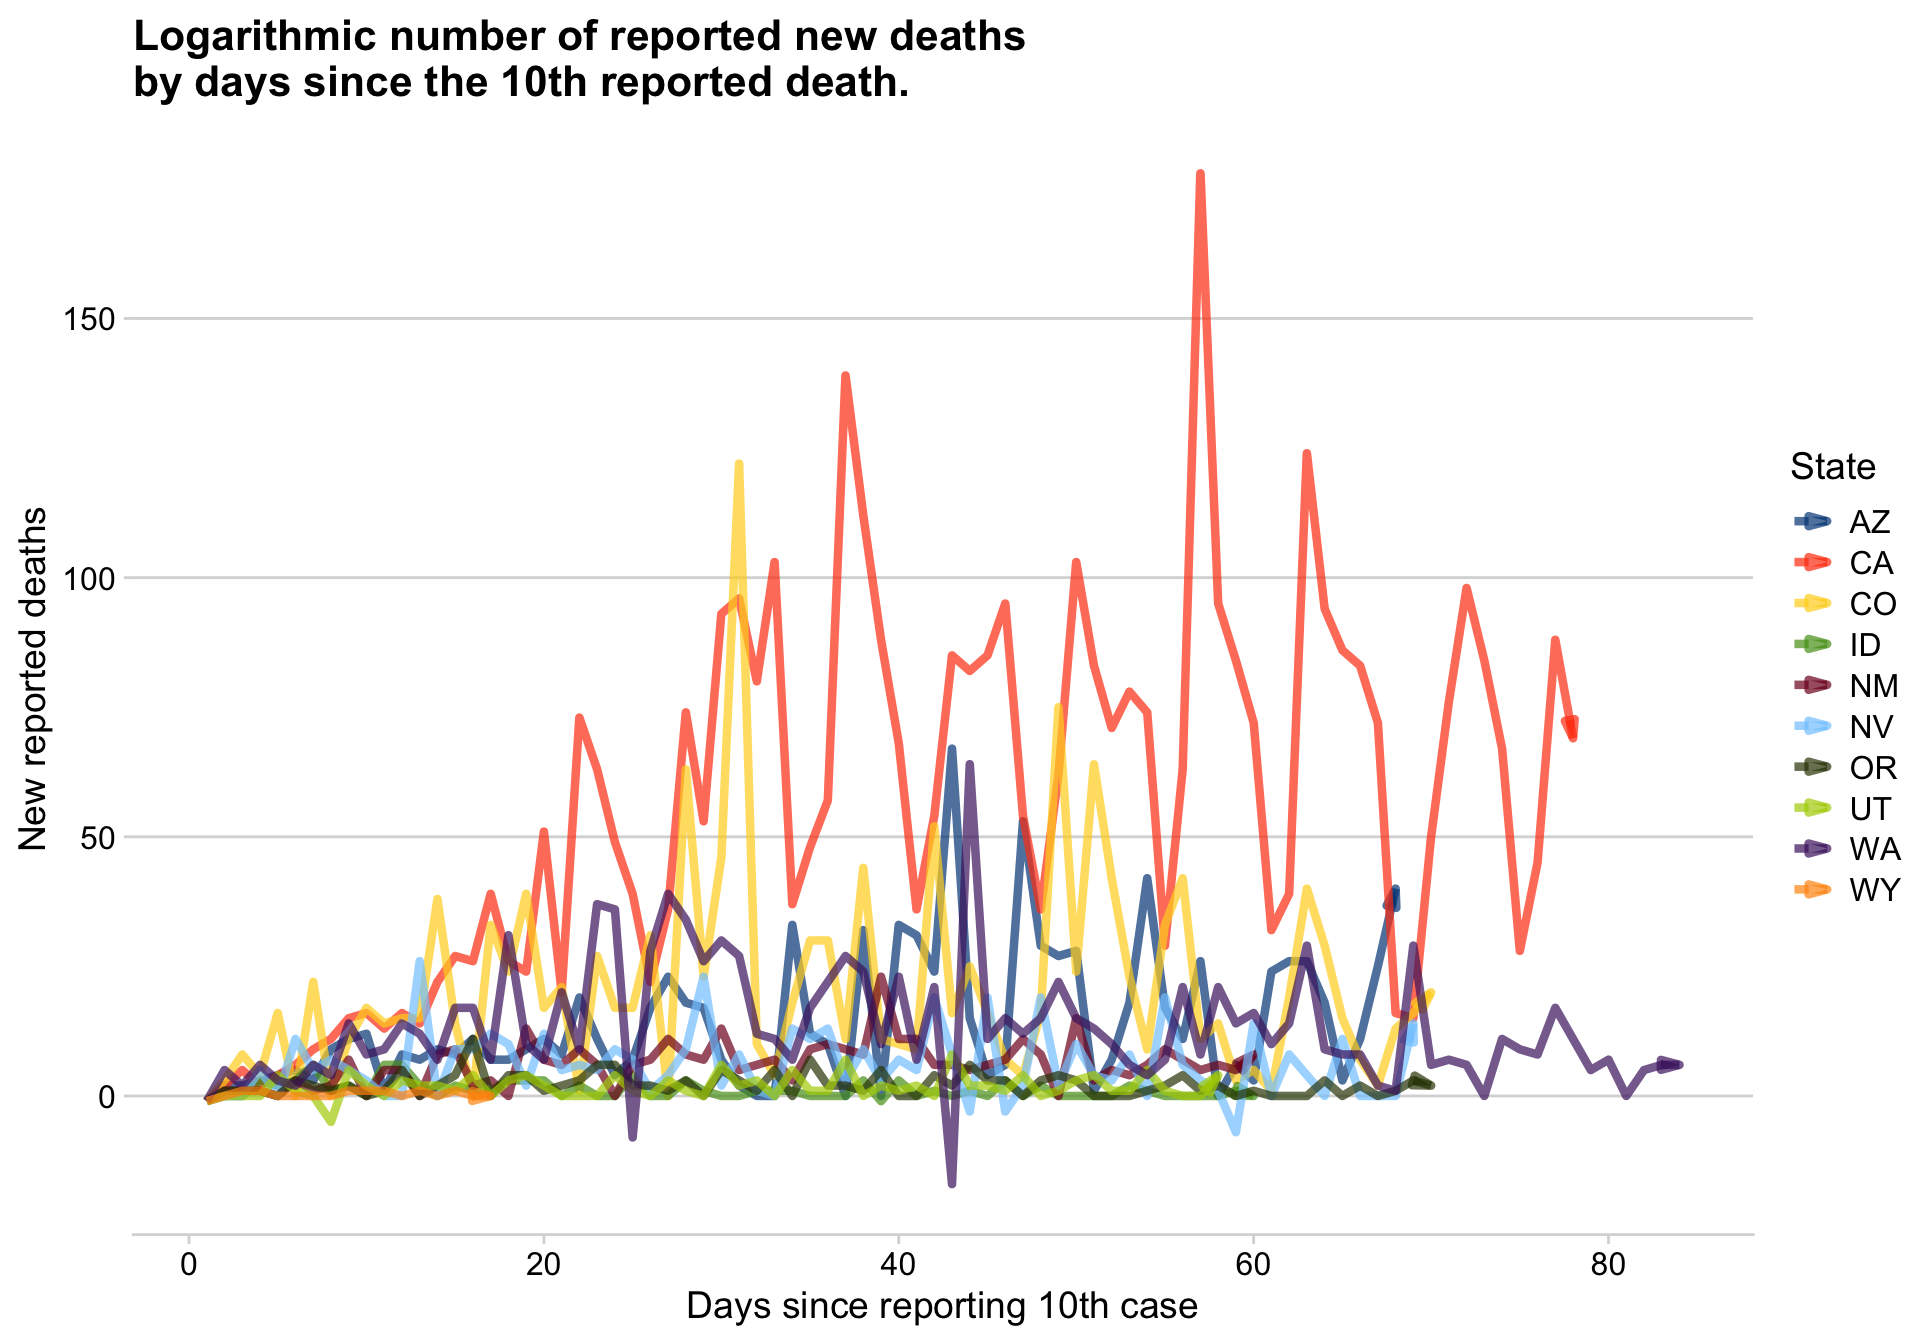 Logarithmic number of reported new deaths
by days since the 10th reported death.
New reported deaths
150
100
50
0
0
20
40
60
80
Days since reporting 10th case
State
AZ
CA
CO
ID
NM
NV
OR
UT
WA
WY